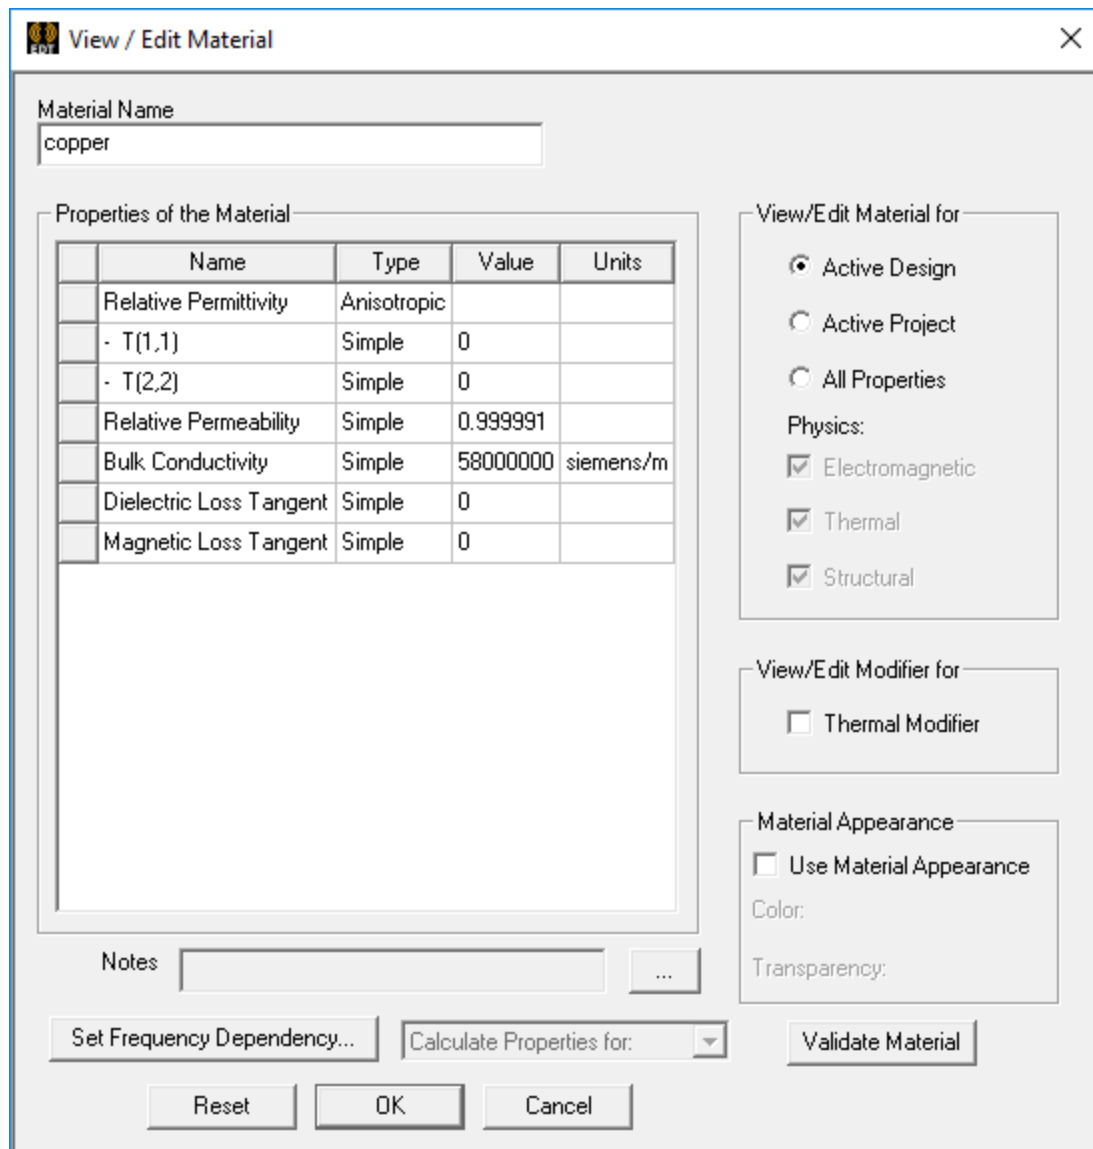 EDT View / Edit Material
Material Name
copper
Properties of the Material
Name Type Value Units
Relative Permittivity Anisotropic
- T(1,1) Simple 0
- T(2,2) Simple 0
Relative Permeability Simple 0.999991
Bulk Conductivity Simple 58000000 siemens/m
Dielectric Loss Tangent Simple 0
Magnetic Loss Tangent Simple 0
View/Edit Material for
Active Design
Active Project
All Properties
Physics:
Electromagnetic
Thermal
Structural
View/Edit Modifier for
Thermal Modifier
Material Appearance
Use Material Appearance
Color:
Transparency:
Notes ...
Set Frequency Dependency... Calculate Properties for: Validate Material
Reset OK Cancel